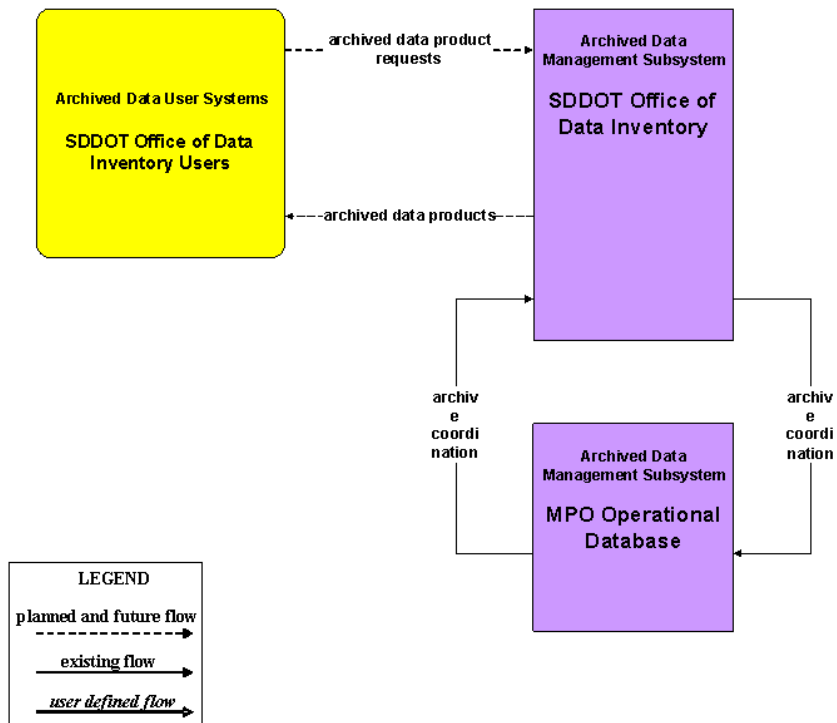 Archived Data User Systems
SDDOT Office of Data
Inventory Users
archived data product
requests
Archived Data
Management Subsystem
SDDOT Office of
Data Inventory
archived data products
archiv
e
coordi
nation
archiv
e
coordi
nation
Archived Data
Management Subsystem
MPO Operational
Database
LEGEND
planned and future flow
existing flow
user defined flow